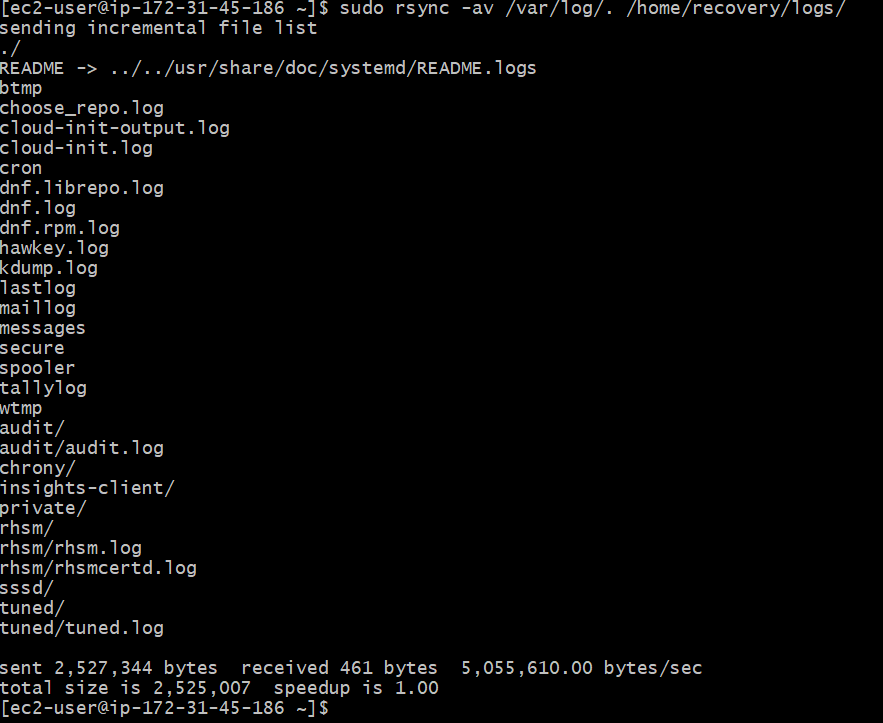 [ec2-user@ip-172-31-45-186 ~]$ sudo rsync -av /var/log/. /home/recovery/logs/
sending incremental file list
./
README -> ../../usr/share/doc/systemd/README.logs
btmp
choose_repo.log
cloud-init-output.log
cloud-init.log
cron
dnf.librepo.log
dnf.log
dnf.rpm.log
hawkey.log
kdump.log
lastlog
maillog
messages
secure
spooler
tallylog
wtmp
audit/
audit/audit.log
chrony/
insights-client/
private/
rhsm/
rhsm/rhsm.log
rhsm/rhsmcertd.log
sssd/
tuned/
tuned/tuned.log
sent 2,527,344 bytes  received 461 bytes  5,055,610.00 bytes/sec
total size is 2,525,007  speedup is 1.00
[ec2-user@ip-172-31-45-186 ~]$